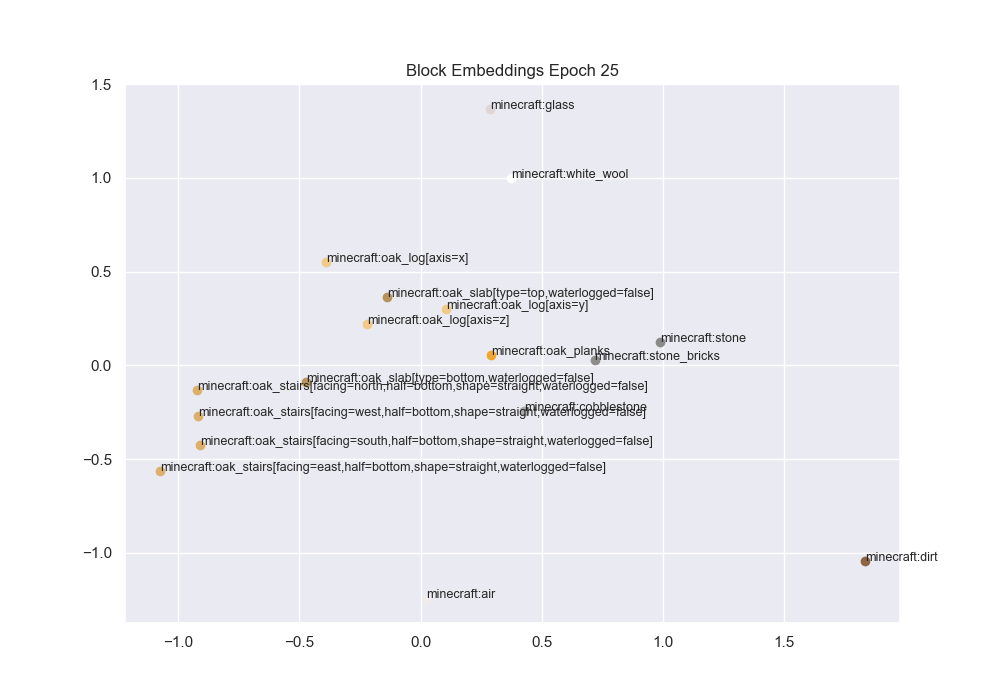 Block Embeddings Epoch 25
1.5
minecraft:glass
1.0
minecraft:white_wool
minecraft:oak_log[axis=x]
0.5
minecraft:oak_slab[type=top,waterlogged=false]
minecraft:oak_log[axis=y]
minecraft:oak_log[axis=z]
minecraft:stone
minecraft:oak_planks
minecraft:stone_bricks
0.0
minecraft:oak_slab[type=bottom,waterlogged=false]
minecraft:oak_stairs[facing=north,half=bottom,shape=straight,waterlogged=false]
minecraft:cobblestone
minecraft:oak_stairs[facing=west,half=bottom,shape=straight,waterlogged=false]
minecraft:oak_stairs[facing=south,half=bottom,shape=straight,waterlogged=false]
−0.5
minecraft:oak_stairs[facing=east,half=bottom,shape=straight,waterlogged=false]
−1.0
minecraft:dirt
minecraft:air
−1.0 −0.5 0.0 0.5 1.0 1.5